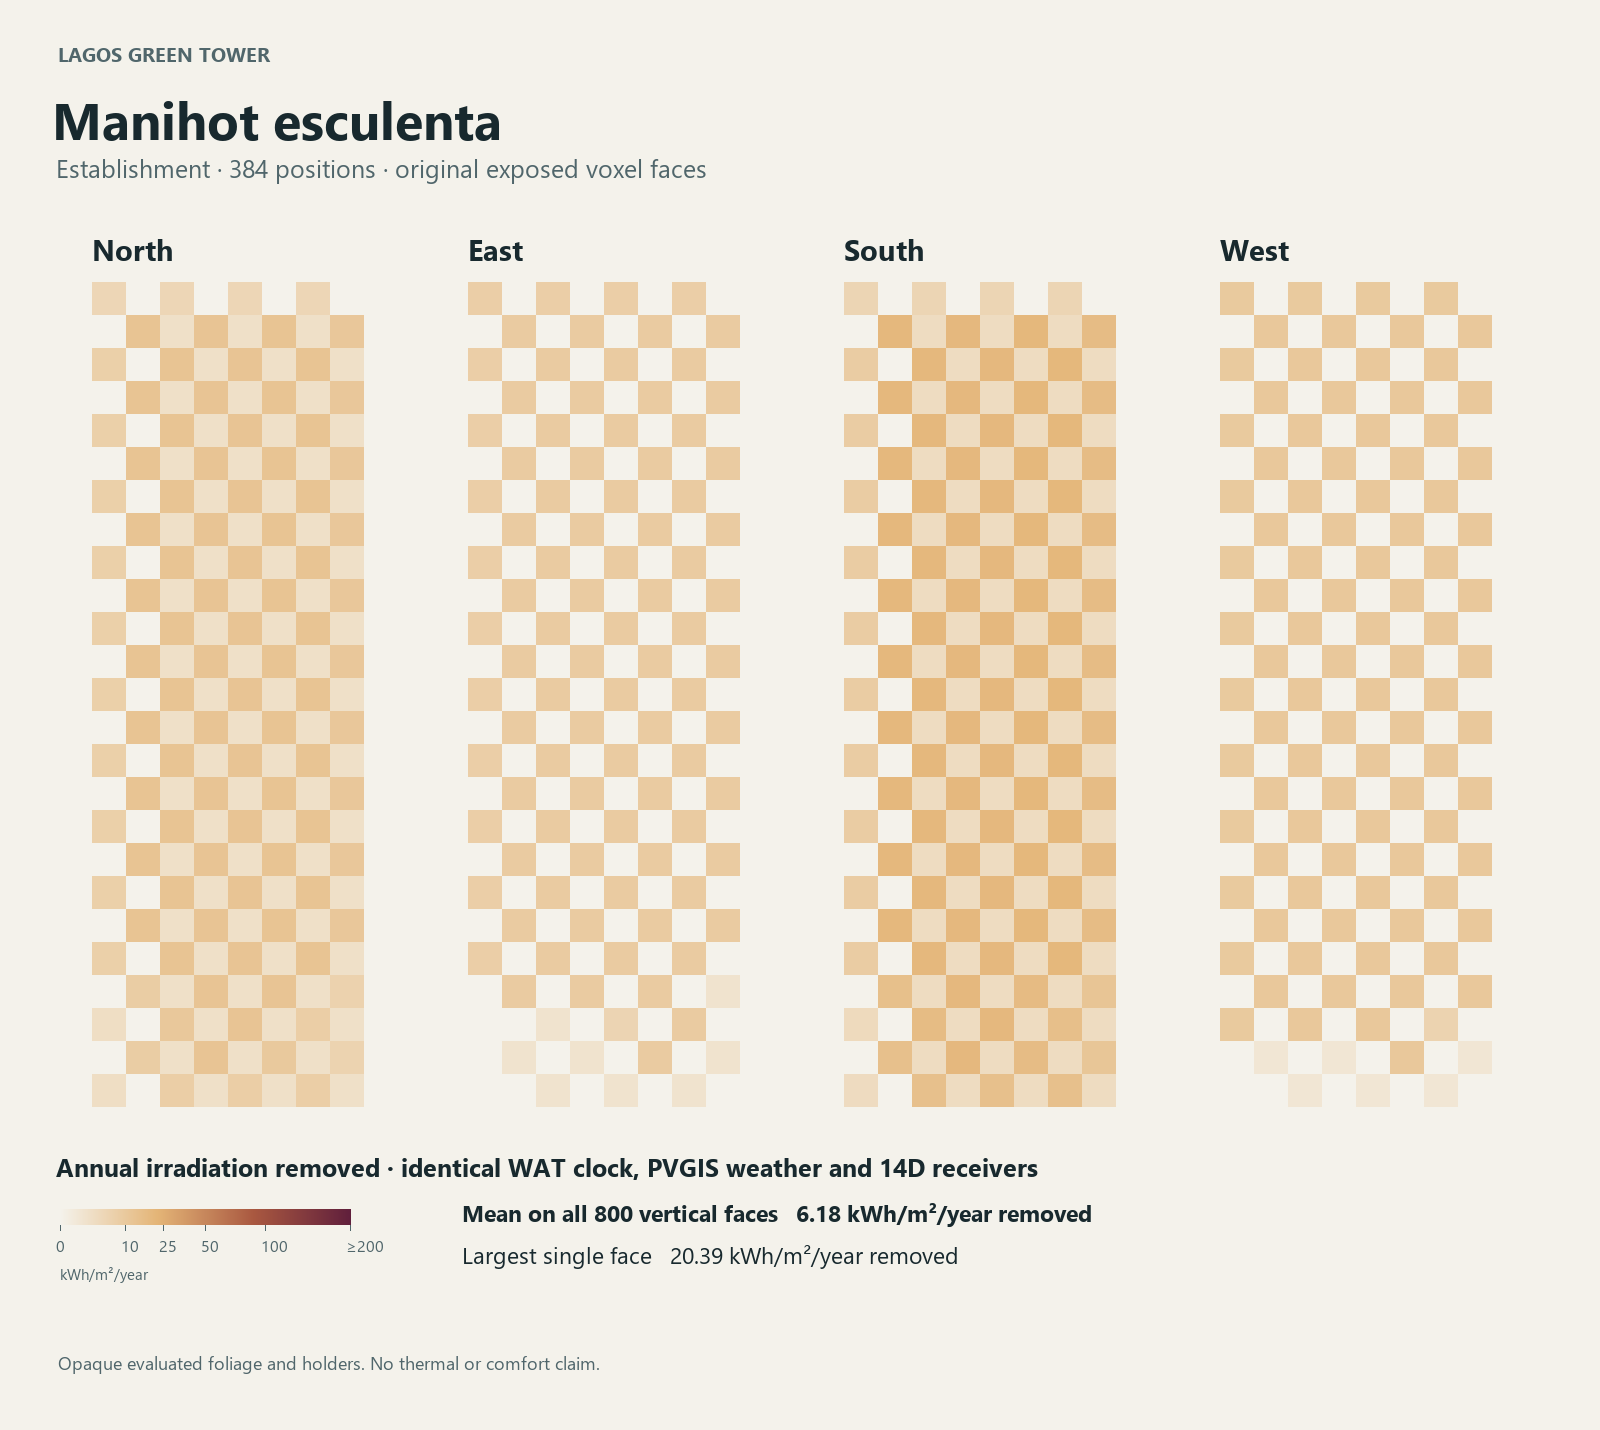 LAGOS GREEN TOWER
Manihot esculenta
Establishment · 384 positions · original exposed voxel faces
North East South West
Annual irradiation removed · identical WAT clock, PVGIS weather and 14D receivers
Mean on all 800 vertical faces 6.18 kWh/m²/year removed
0 10 25 50 100 ≥200
Largest single face 20.39 kWh/m²/year removed
kWh/m²/year
Opaque evaluated foliage and holders. No thermal or comfort claim.